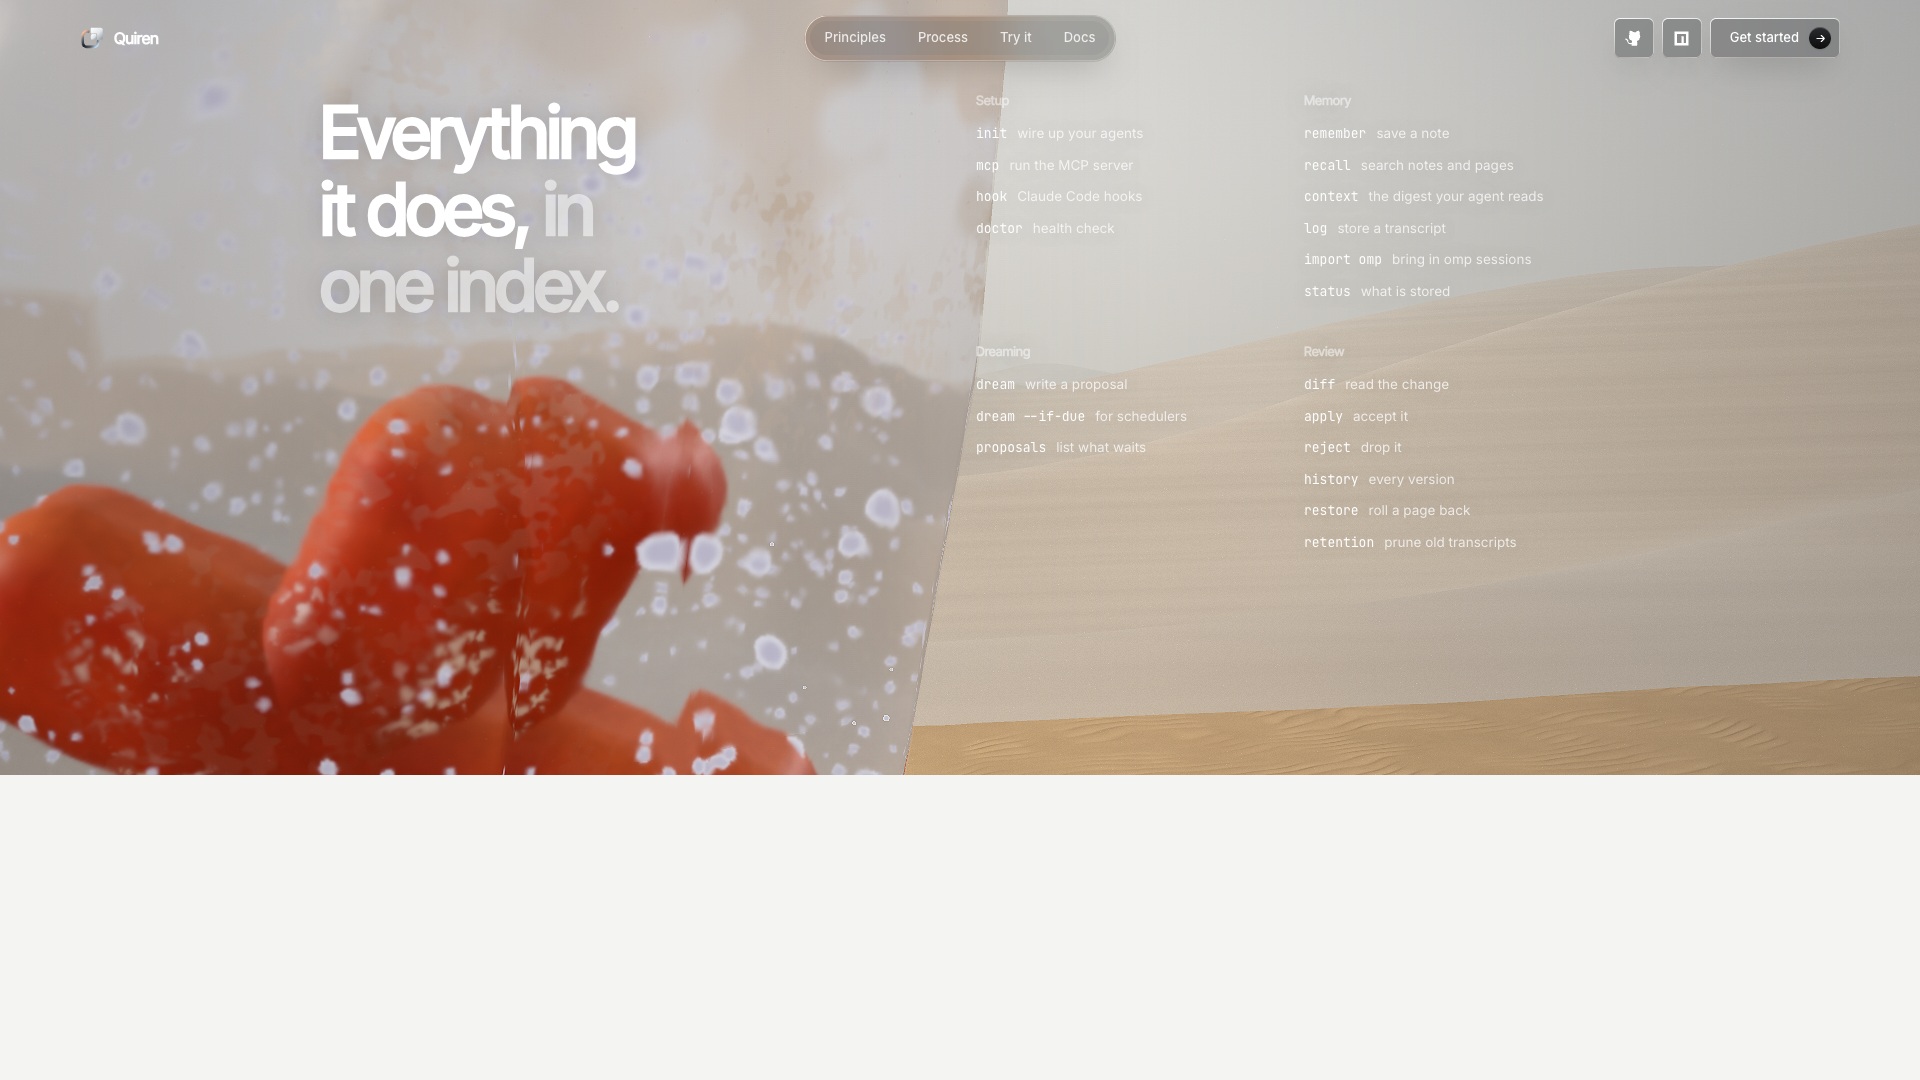 Quiren
Principles
Process
Try it
Docs
Get started
Everything
it does, in
one index.
Setup
init wire up your agents
mcp run the MCP server
hook Claude Code hooks
doctor health check
Memory
remember save a note
recall search notes and pages
context the digest your agent reads
log store a transcript
import omp bring in omp sessions
status what is stored
Dreaming
dream write a proposal
dream --if-due for schedulers
proposals list what waits
Review
diff read the change
apply accept it
reject drop it
history every version
restore roll a page back
retention prune old transcripts